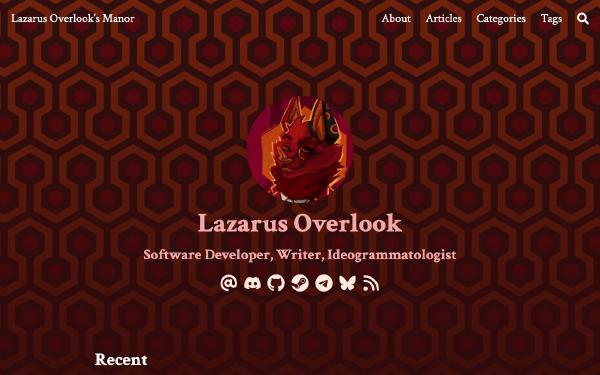 Lazarus Overlook's Manor
About Articles Categories Tags
Lazarus Overlook
Software Developer, Writer, Ideogrammatologist
Recent